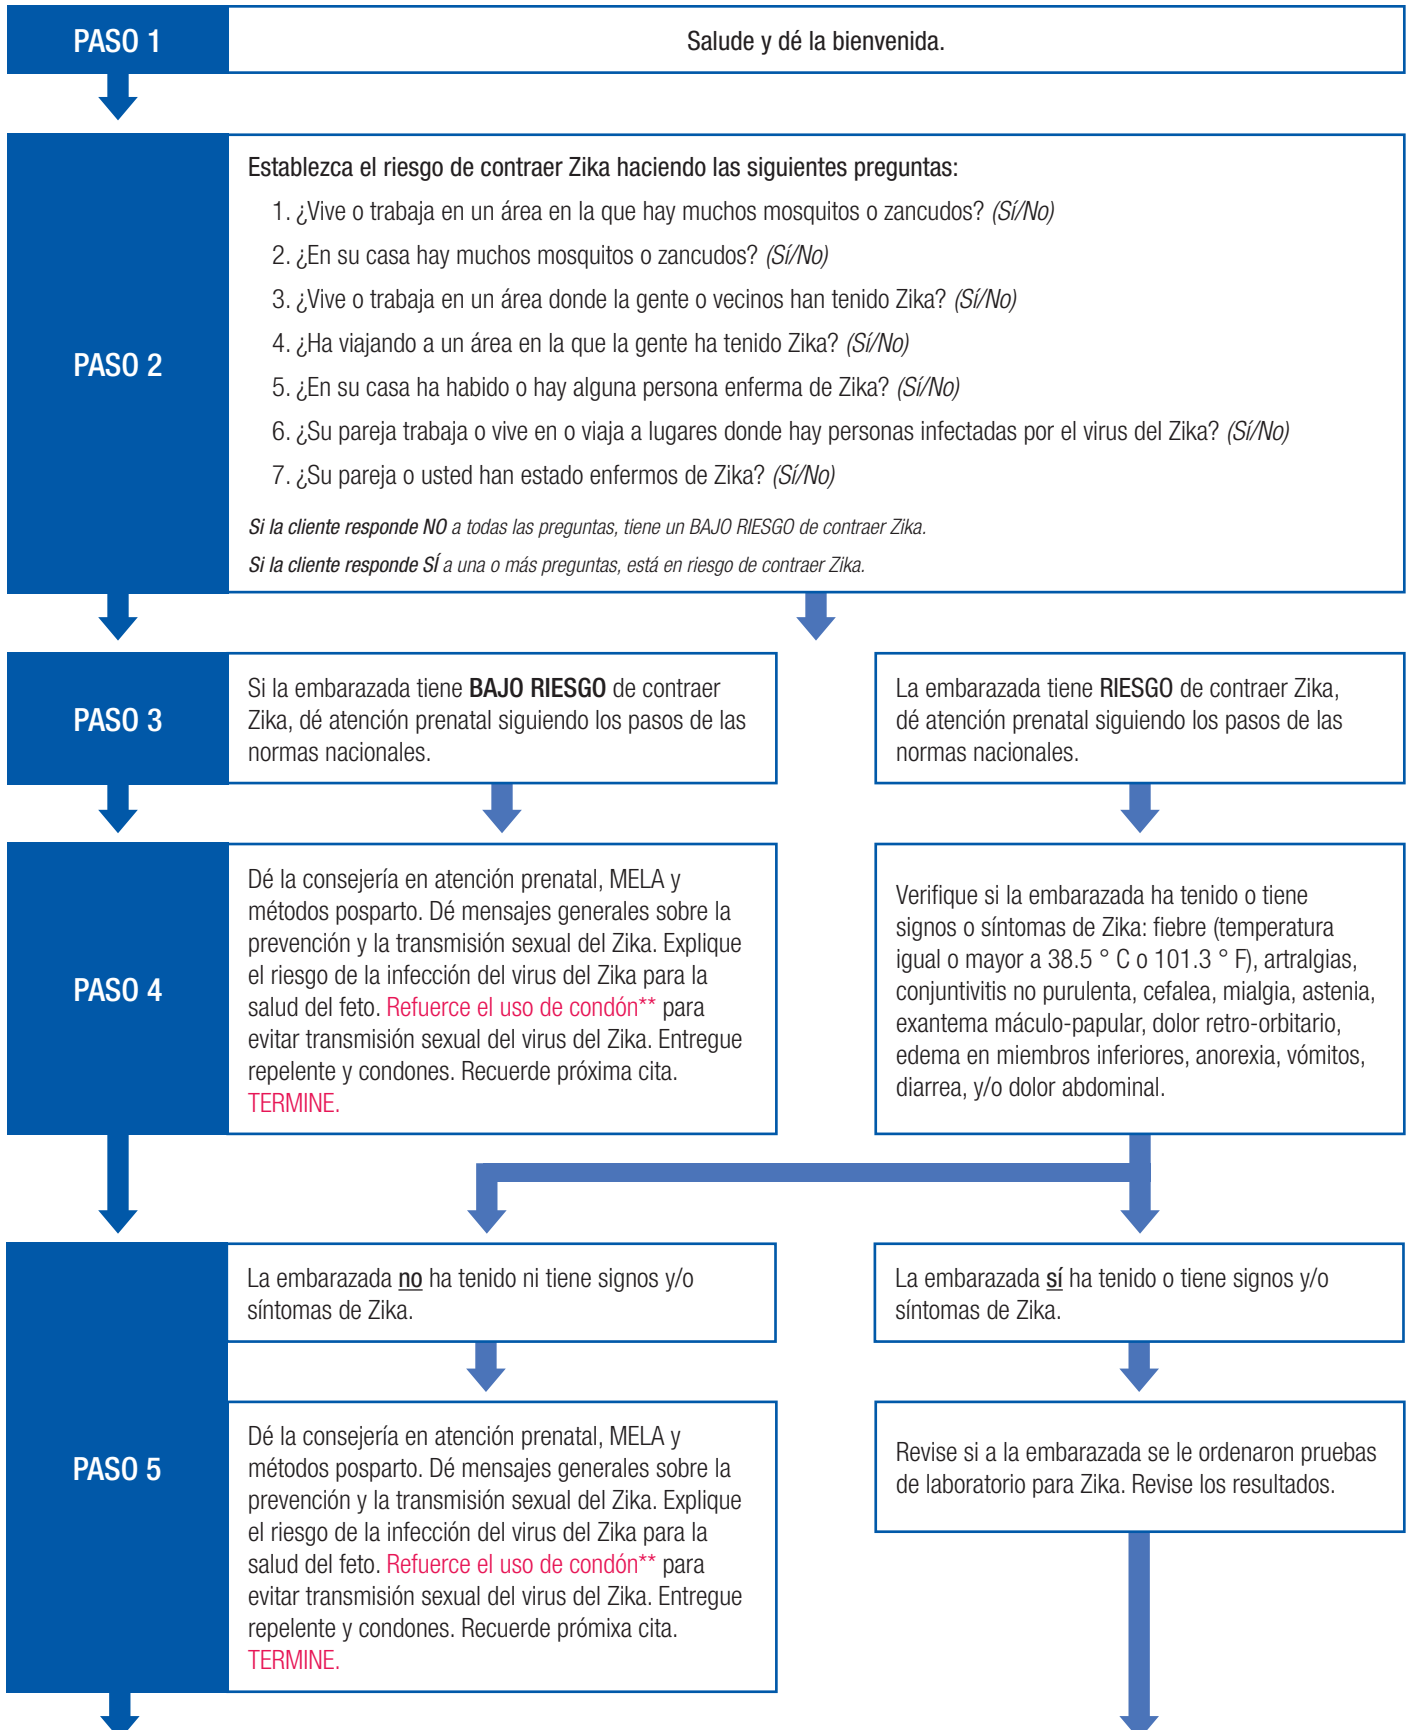 PASO 1
Salude y dé la bienvenida.
PASO 2
Establezca el riesgo de contraer Zika haciendo las siguientes preguntas:
1. ¿Vive o trabaja en un área en la que hay muchos mosquitos o zancudos? (Sí/No)
2. ¿En su casa hay muchos mosquitos o zancudos? (Sí/No)
3. ¿Vive o trabaja en un área donde la gente o vecinos han tenido Zika? (Sí/No)
4. ¿Ha viajando a un área en la que la gente ha tenido Zika? (Sí/No)
5. ¿En su casa ha habido o hay alguna persona enferma de Zika? (Sí/No)
6. ¿Su pareja trabaja o vive en o viaja a lugares donde hay personas infectadas por el virus del Zika? (Sí/No)
7. ¿Su pareja o usted han estado enfermos de Zika? (Sí/No)
Si la cliente responde NO a todas las preguntas, tiene un BAJO RIESGO de contraer Zika.
Si la cliente responde SÍ a una o más preguntas, está en riesgo de contraer Zika.
PASO 3
Si la embarazada tiene BAJO RIESGO de contraer
Zika, dé atención prenatal siguiendo los pasos de las
normas nacionales.
La embarazada tiene RIESGO de contraer Zika,
dé atención prenatal siguiendo los pasos de las
normas nacionales.
PASO 4
Dé la consejería en atención prenatal, MELA y
métodos posparto. Dé mensajes generales sobre la
prevención y la transmisión sexual del Zika. Explique
el riesgo de la infección del virus del Zika para la
salud del feto. Refuerce el uso de condón** para
evitar transmisión sexual del virus del Zika. Entregue
repelente y condones. Recuerde próxima cita.
TERMINE.
Verifique si la embarazada ha tenido o tiene
signos o síntomas de Zika: fiebre (temperatura
igual o mayor a 38.5 ° C o 101.3 ° F), artralgias,
conjuntivitis no purulenta, cefalea, mialgia, astenia,
exantema máculo-papular, dolor retro-orbitario,
edema en miembros inferiores, anorexia, vómitos,
diarrea, y/o dolor abdominal.
PASO 5
La embarazada no ha tenido ni tiene signos y/o
síntomas de Zika.
La embarazada sí ha tenido o tiene signos y/o
síntomas de Zika.
Dé la consejería en atención prenatal, MELA y
métodos posparto. Dé mensajes generales sobre la
prevención y la transmisión sexual del Zika. Explique
el riesgo de la infección del virus del Zika para la
salud del feto. Refuerce el uso de condón** para
evitar transmisión sexual del virus del Zika. Entregue
repelente y condones. Recuerde prómixa cita.
TERMINE.
Revise si a la embarazada se le ordenaron pruebas
de laboratorio para Zika. Revise los resultados.